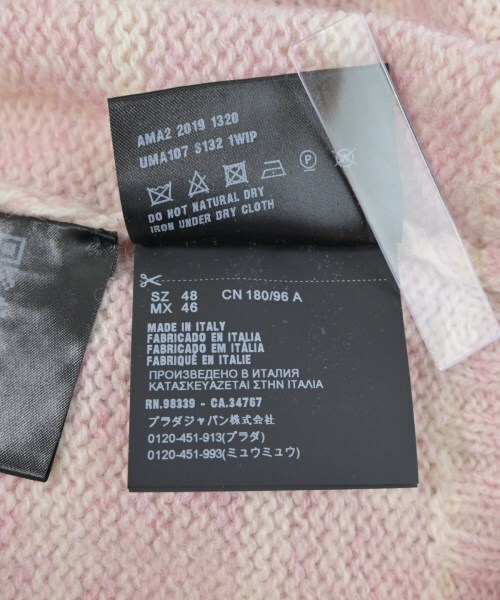 AMA2 2019 1320
UMA107 S132 1WIP
P
DO NOT NATURAL DRY
IRON UNDER DRY CLOTH
SZ 48 CN 180/96 A
MX 46
MADE IN ITALY
FABRICADO EN ITALIA
FABRICADO EM ITÁLIA
FABRIQUÉ EN ITALIE
ПРОИЗВЕДЕНО В ИТАЛИЯ
ΚΑΤΑΣΚΕΥΑΖΕΤΑΙ ΣΤΗΝ ΙΤΑΛΙΑ
RN.98339 - CA.34767
プラダジャパン株式会社
0120-451-913(プラダ)
0120-451-993(ミュウミュウ)